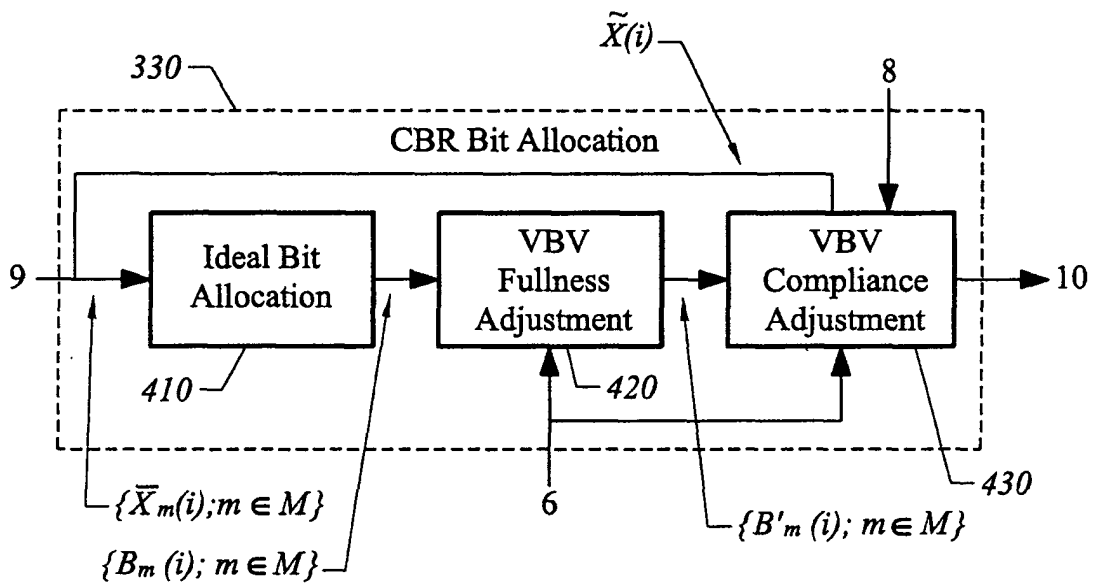 X̃(i)
330
8
CBR Bit Allocation
9
Ideal Bit
Allocation
VBV
Fullness
Adjustment
VBV
Compliance
Adjustment
10
410
420
430
6
{X̅m(i);m ∈ M}
{B'm (i); m ∈ M}
{Bm (i); m ∈ M}